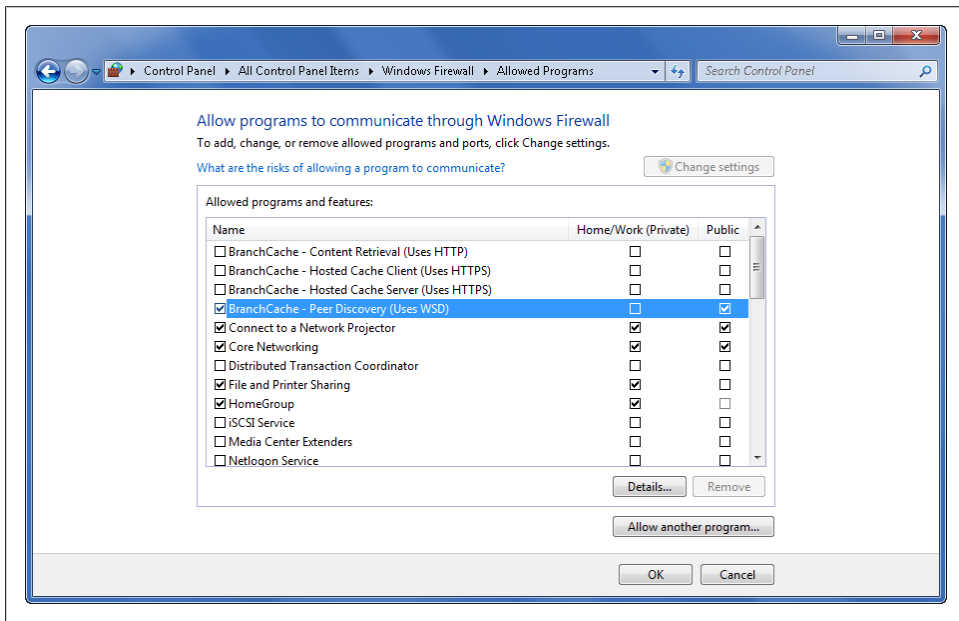 Control Panel ▸ All Control Panel Items ▸ Windows Firewall ▸ Allowed Programs
Search Control Panel
Allow programs to communicate through Windows Firewall
To add, change, or remove allowed programs and ports, click Change settings.
What are the risks of allowing a program to communicate?
Change settings
Allowed programs and features:
Name Home/Work (Private) Public
BranchCache - Content Retrieval (Uses HTTP)
BranchCache - Hosted Cache Client (Uses HTTPS)
BranchCache - Hosted Cache Server (Uses HTTPS)
BranchCache - Peer Discovery (Uses WSD)
Connect to a Network Projector
Core Networking
Distributed Transaction Coordinator
File and Printer Sharing
HomeGroup
iSCSI Service
Media Center Extenders
Netlogon Service
Details... Remove
Allow another program...
OK Cancel